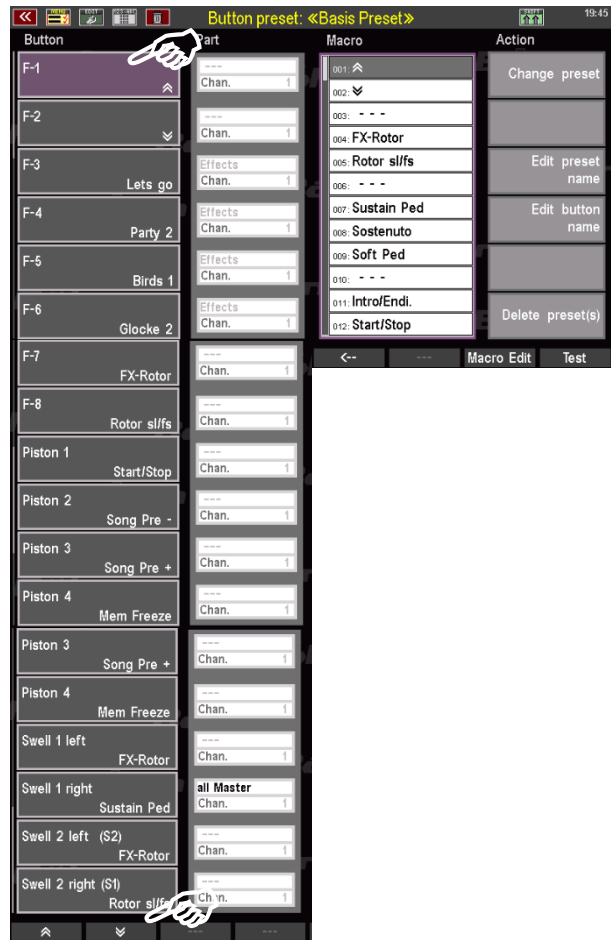 MENU
EDIT
SHIFT
Button preset: «Basis Preset»
19:45
Button Part Macro Action
F-1
---
Chan. 1
F-2
---
Chan. 1
F-3
Lets go
Effects
Chan. 1
F-4
Party 2
Effects
Chan. 1
F-5
Birds 1
Effects
Chan. 1
F-6
Glocke 2
Effects
Chan. 1
F-7
FX-Rotor
---
Chan. 1
F-8
Rotor sl/fs
---
Chan. 1
Piston 1
Start/Stop
---
Chan. 1
Piston 2
Song Pre -
---
Chan. 1
Piston 3
Song Pre +
---
Chan. 1
Piston 4
Mem Freeze
---
Chan. 1
Piston 3
Song Pre +
---
Chan. 1
Piston 4
Mem Freeze
---
Chan. 1
Swell 1 left
FX-Rotor
---
Chan. 1
Swell 1 right
Sustain Ped
all Master
Chan. 1
Swell 2 left (S2)
FX-Rotor
---
Chan. 1
Swell 2 right (S1)
Rotor sl/fs
---
Chan. 1
--- ---
001:
002:
003: - - -
004: FX-Rotor
005: Rotor sl/fs
006: - - -
007: Sustain Ped
008: Sostenuto
009: Soft Ped
010: - - -
011: Intro/Endi.
012: Start/Stop
Change preset
Edit preset
name
Edit button
name
Delete preset(s)
<-- --- Macro Edit Test